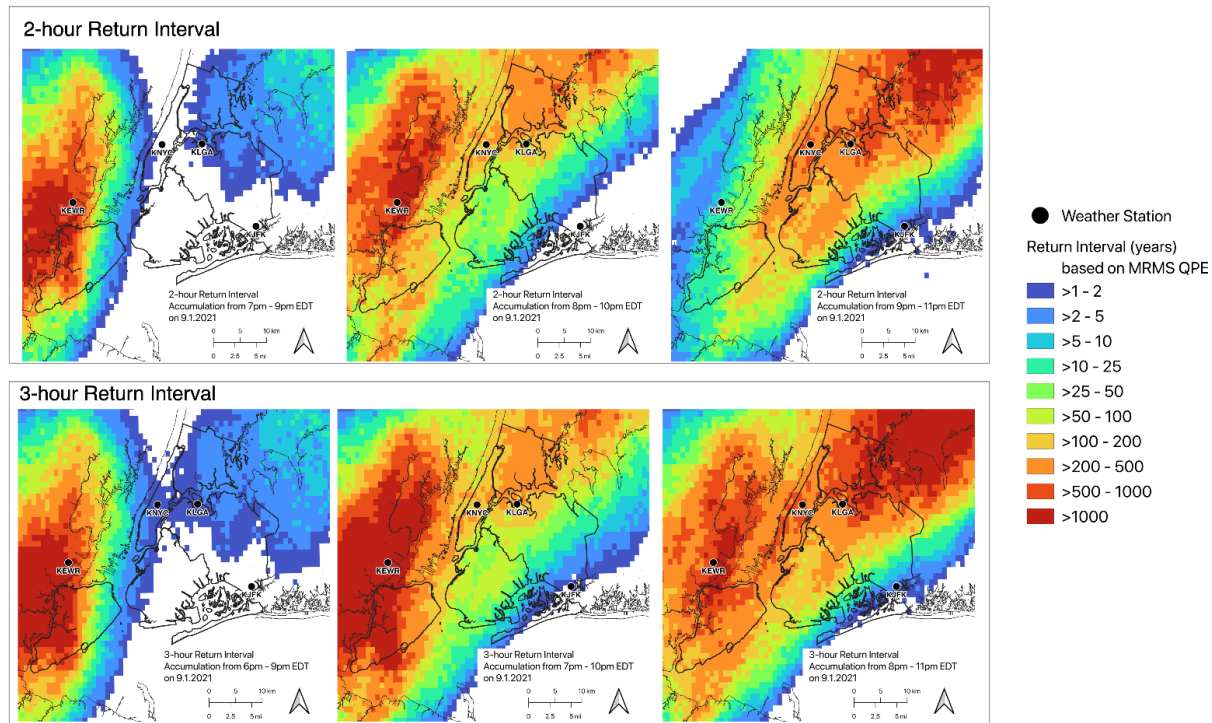 2-hour Return Interval
KNYC
KLGA
KEWR
KJFK
2-hour Return Interval
Accumulation from 7pm - 9pm EDT
on 9.1.2021
0 5 10 km
0 2.5 5 mi
KNYC
KLGA
KEWR
KJFK
2-hour Return Interval
Accumulation from 8pm - 10pm EDT
on 9.1.2021
0 5 10 km
0 2.5 5 mi
KNYC
KLGA
KEWR
KJFK
2-hour Return Interval
Accumulation from 9pm - 11pm EDT
on 9.1.2021
0 5 10 km
0 2.5 5 mi
3-hour Return Interval
KNYC
KLGA
KEWR
KJFK
3-hour Return Interval
Accumulation from 6pm - 9pm EDT
on 9.1.2021
0 5 10 km
0 2.5 5 mi
KNYC
KLGA
KEWR
KJFK
3-hour Return Interval
Accumulation from 7pm - 10pm EDT
on 9.1.2021
0 5 10 km
0 2.5 5 mi
KNYC
KLGA
KEWR
KJFK
3-hour Return Interval
Accumulation from 8pm - 11pm EDT
on 9.1.2021
0 5 10 km
0 2.5 5 mi
Weather Station
Return Interval (years)
based on MRMS QPE
>1 - 2
>2 - 5
>5 - 10
>10 - 25
>25 - 50
>50 - 100
>100 - 200
>200 - 500
>500 - 1000
>1000